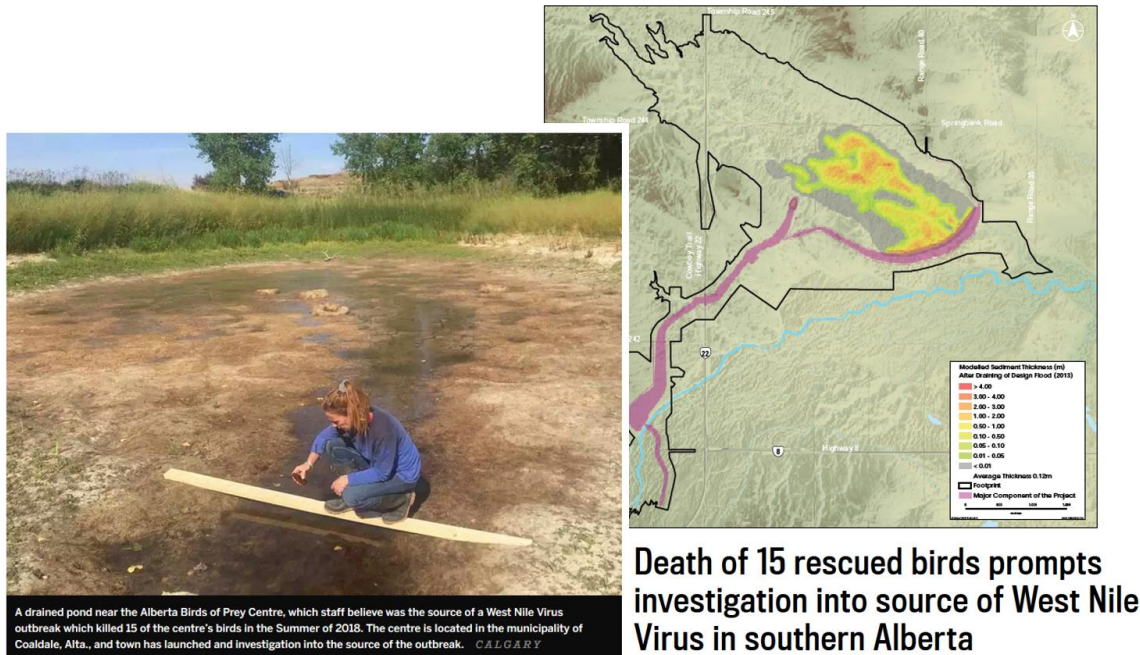 Township Road 245
Range Road 40
Township Road 244
Springbank Road
Range Road 35
Cowboy Trail
Highway 22
242
22
Highway 8
8
Modelled Sediment Thickness (m)
After Draining of Design Flood (2013)
> 4.00
3.00 - 4.00
2.00 - 3.00
1.00 - 2.00
0.50 - 1.00
0.10 - 0.50
0.05 - 0.10
0.01 - 0.05
< 0.01
Average Thickness 0.12m
Footprint
Major Component of the Project
A drained pond near the Alberta Birds of Prey Centre, which staff believe was the source of a West Nile Virus
outbreak which killed 15 of the centre's birds in the Summer of 2018. The centre is located in the municipality of
Coaldale, Alta., and town has launched and investigation into the source of the outbreak. CALGARY
Death of 15 rescued birds prompts
investigation into source of West Nile
Virus in southern Alberta